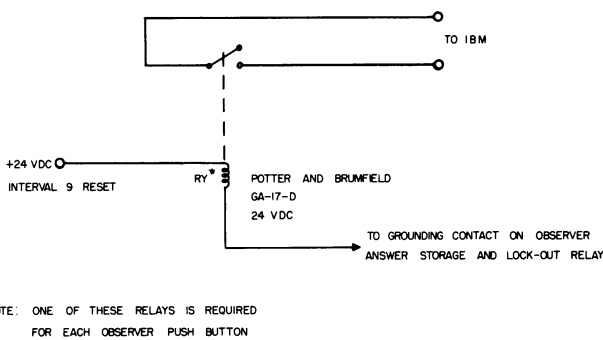 TO IBM
+24 VDC
INTERVAL 9 RESET
RY*
POTTER AND BRUMFIELD
GA-17-D
24 VDC
TO GROUNDING CONTACT ON OBSERVER
ANSWER STORAGE AND LOCK-OUT RELAY
TE: ONE OF THESE RELAYS IS REQUIRED
FOR EACH OBSERVER PUSH BUTTON